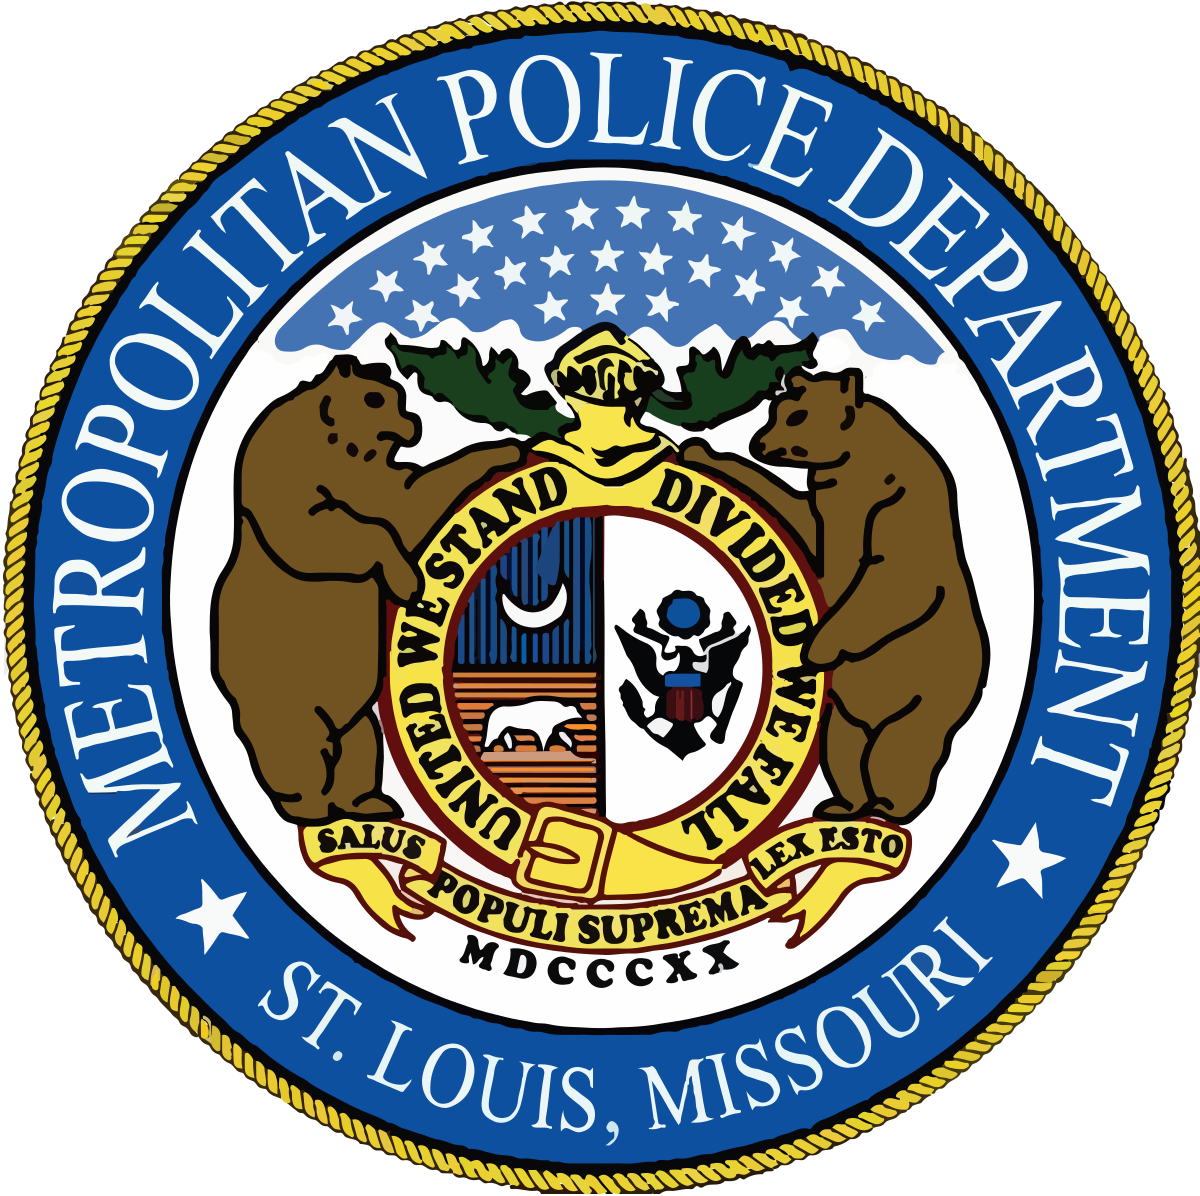 METROPOLITAN POLICE DEPARTMENT
UNITED WE STAND DIVIDED WE FALL
SALUS
POPULI SUPREMA
LEX ESTO
MDCCCXX
ST. LOUIS, MISSOURI